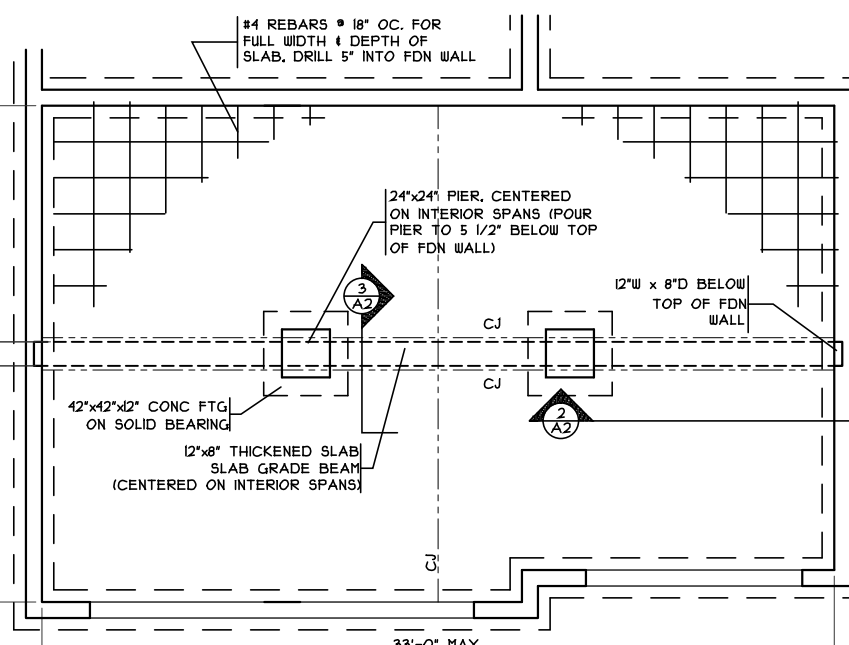 #4 REBARS @ 18" OC. FOR
FULL WIDTH & DEPTH OF
SLAB. DRILL 5" INTO FDN WALL
24"x24" PIER. CENTERED
ON INTERIOR SPANS (POUR
PIER TO 5 1/2" BELOW TOP
OF FDN WALL)
12"W x 8"D BELOW
TOP OF FDN
WALL
3
A2
CJ
CJ
42"x42"x12" CONC FTG
ON SOLID BEARING
2
A2
12"x8" THICKENED SLAB
SLAB GRADE BEAM
(CENTERED ON INTERIOR SPANS)
CJ
33'-0" MAX